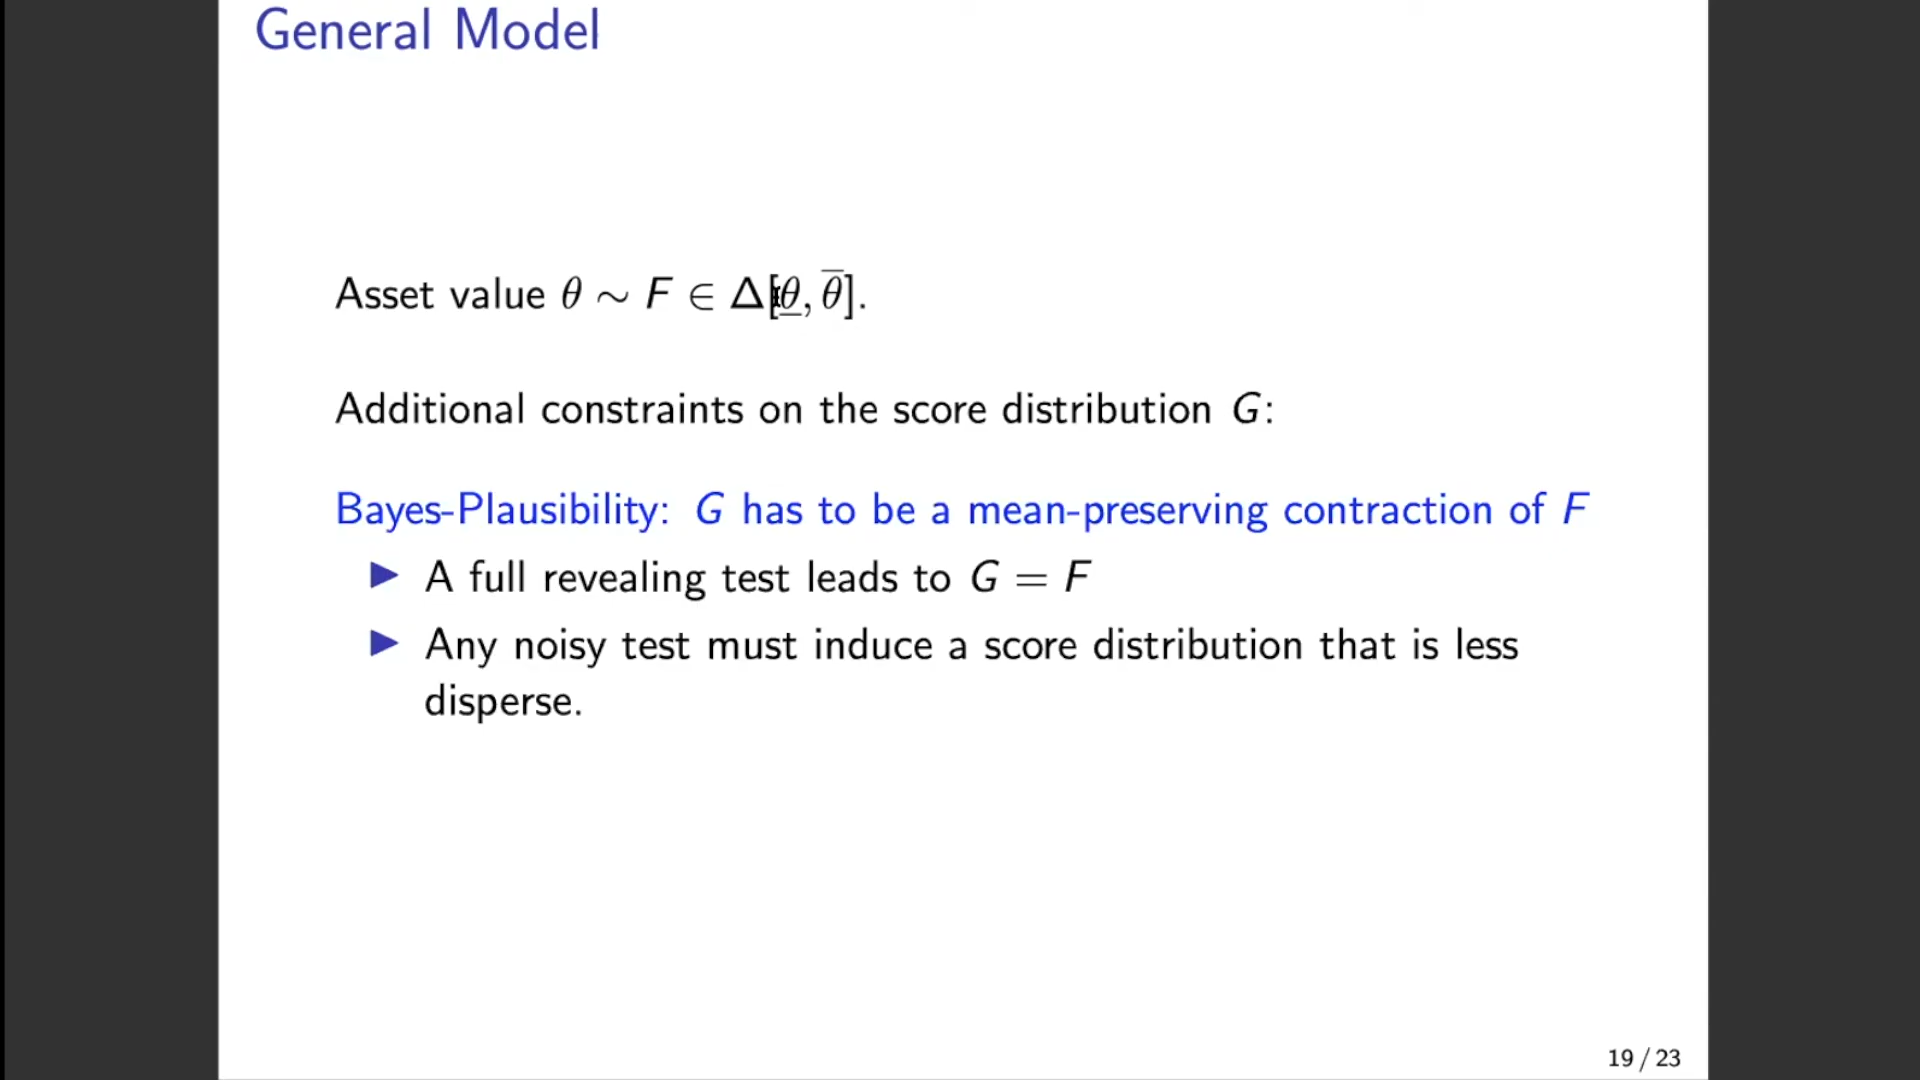 General Model
Asset value θ ∼ F ∈ Δ[θ̲, θ̅].
Additional constraints on the score distribution G:
Bayes-Plausibility: G has to be a mean-preserving contraction of F
▶ A full revealing test leads to G = F
▶ Any noisy test must induce a score distribution that is less
disperse.
19 / 23